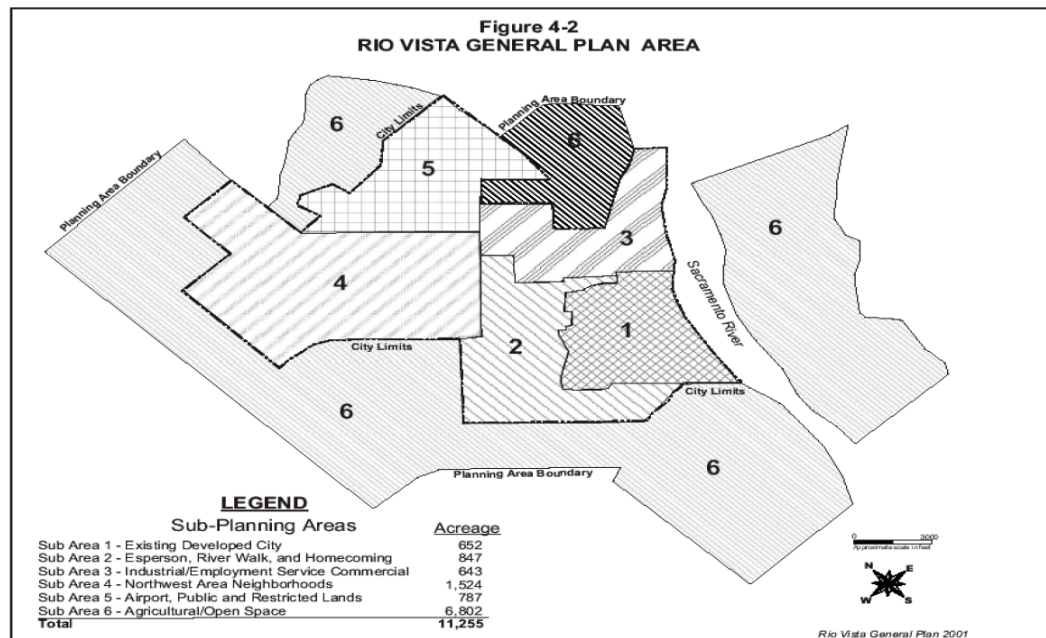 Figure 4-2
RIO VISTA GENERAL PLAN AREA
Planning Area Boundary
6
City Limits
6
5
Planning Area Boundary
6
3
4
Sacramento River
1
2
City Limits
City Limits
6
6
Planning Area Boundary
LEGEND
Sub-Planning Areas Acreage
Sub Area 1 - Existing Developed City 652
Sub Area 2 - Esperson, River Walk, and Homecoming 847
Sub Area 3 - Industrial/Employment Service Commercial 643
Sub Area 4 - Northwest Area Neighborhoods 1,524
Sub Area 5 - Airport, Public and Restricted Lands 787
Sub Area 6 - Agricultural/Open Space 6,802
Total 11,255
0 3000
Approximate scale in feet
N E
W S
Rio Vista General Plan 2001